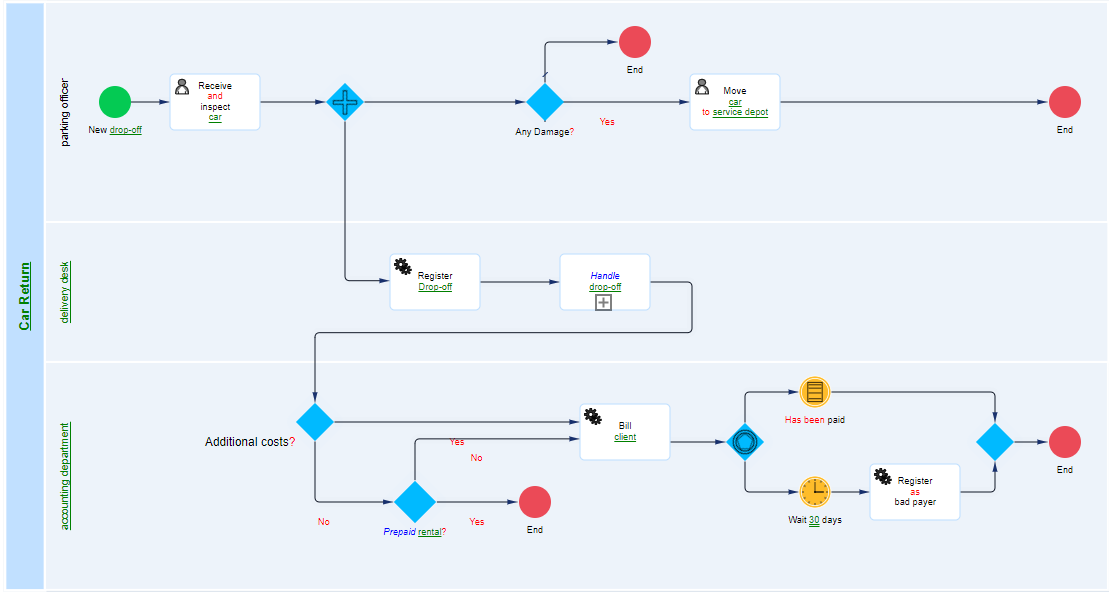 Car Return
parking officer
New drop-off
Receive
and
inspect
car
Any Damage?
End
Yes
Move
car
to service depot
End
delivery desk
Register
Drop-off
Handle
drop-off
accounting department
Additional costs?
Yes
No
No
Prepaid rental?
Yes
End
Bill
client
Has been paid
Wait 30 days
Register
as
bad payer
End